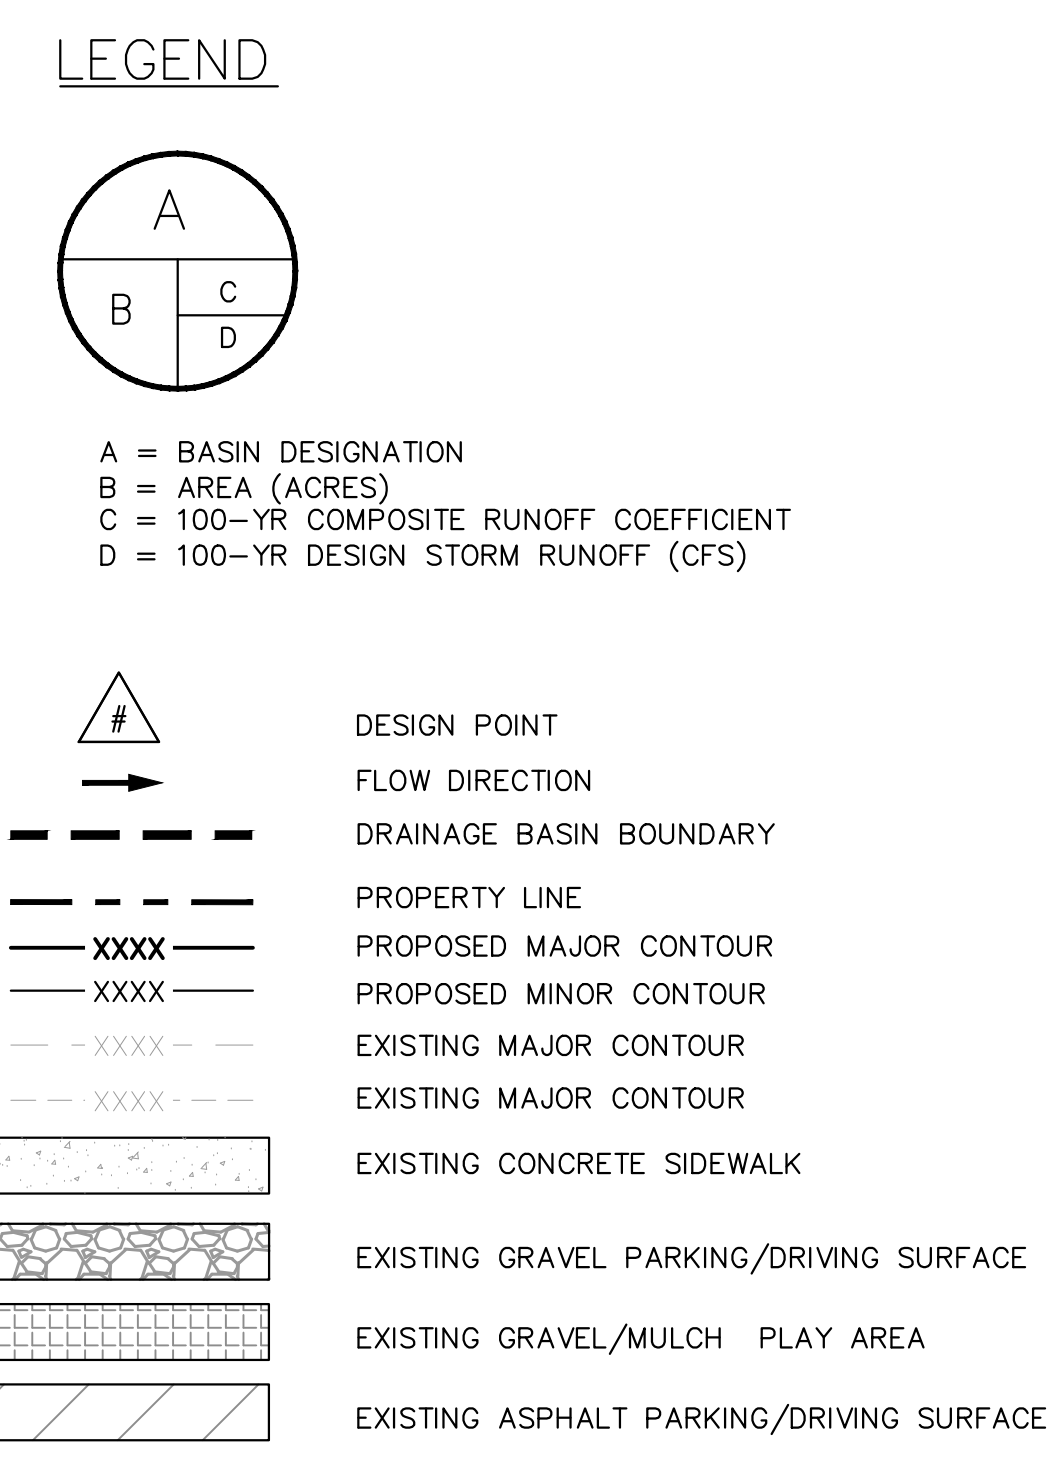 LEGEND
A
B
C
D
A = BASIN DESIGNATION
B = AREA (ACRES)
C = 100-YR COMPOSITE RUNOFF COEFFICIENT
D = 100-YR DESIGN STORM RUNOFF (CFS)
# DESIGN POINT
FLOW DIRECTION
DRAINAGE BASIN BOUNDARY
PROPERTY LINE
XXXX PROPOSED MAJOR CONTOUR
XXXX PROPOSED MINOR CONTOUR
XXXX EXISTING MAJOR CONTOUR
XXXX EXISTING MAJOR CONTOUR
EXISTING CONCRETE SIDEWALK
EXISTING GRAVEL PARKING/DRIVING SURFACE
EXISTING GRAVEL/MULCH PLAY AREA
EXISTING ASPHALT PARKING/DRIVING SURFACE